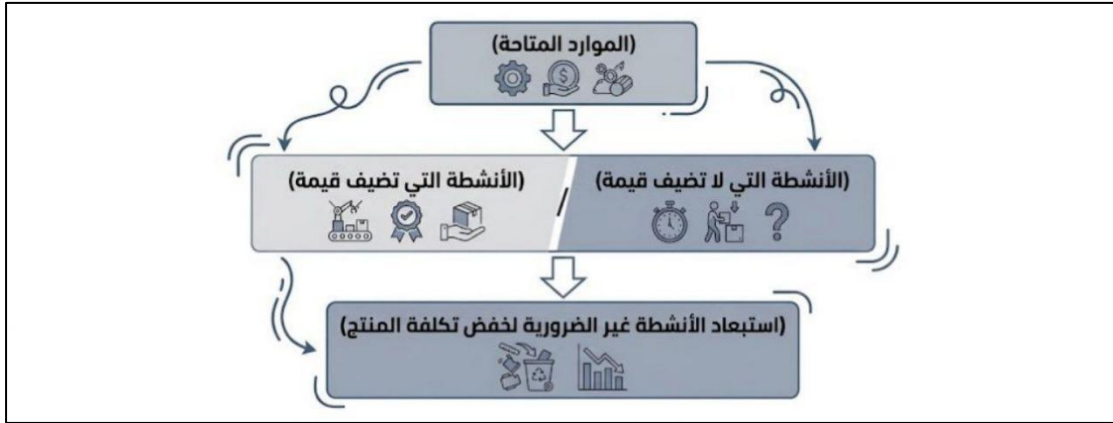 (الموارد المتاحة)
(الأنشطة التي لا تضيف قيمة) / (الأنشطة التي تضيف قيمة)
(استبعاد الأنشطة غير الضرورية لخفض تكلفة المنتج)